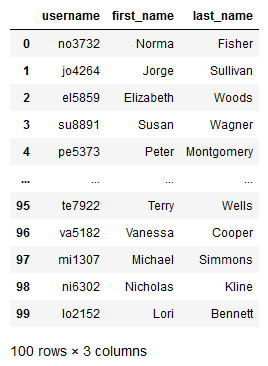 username first_name last_name
0 no3732 Norma Fisher
1 jo4264 Jorge Sullivan
2 el5859 Elizabeth Woods
3 su8891 Susan Wagner
4 pe5373 Peter Montgomery
... ... ... ...
95 te7922 Terry Wells
96 va5182 Vanessa Cooper
97 mi1307 Michael Simmons
98 ni6302 Nicholas Kline
99 lo2152 Lori Bennett
100 rows × 3 columns